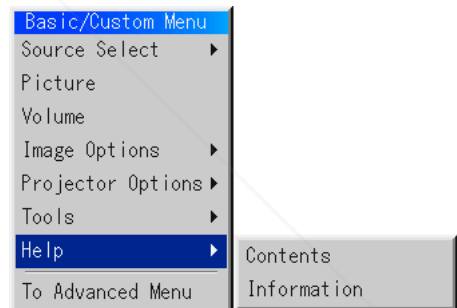 Basic/Custom Menu
Source Select
Picture
Volume
Image Options
Projector Options
Tools
Help
To Advanced Menu
Contents
Information